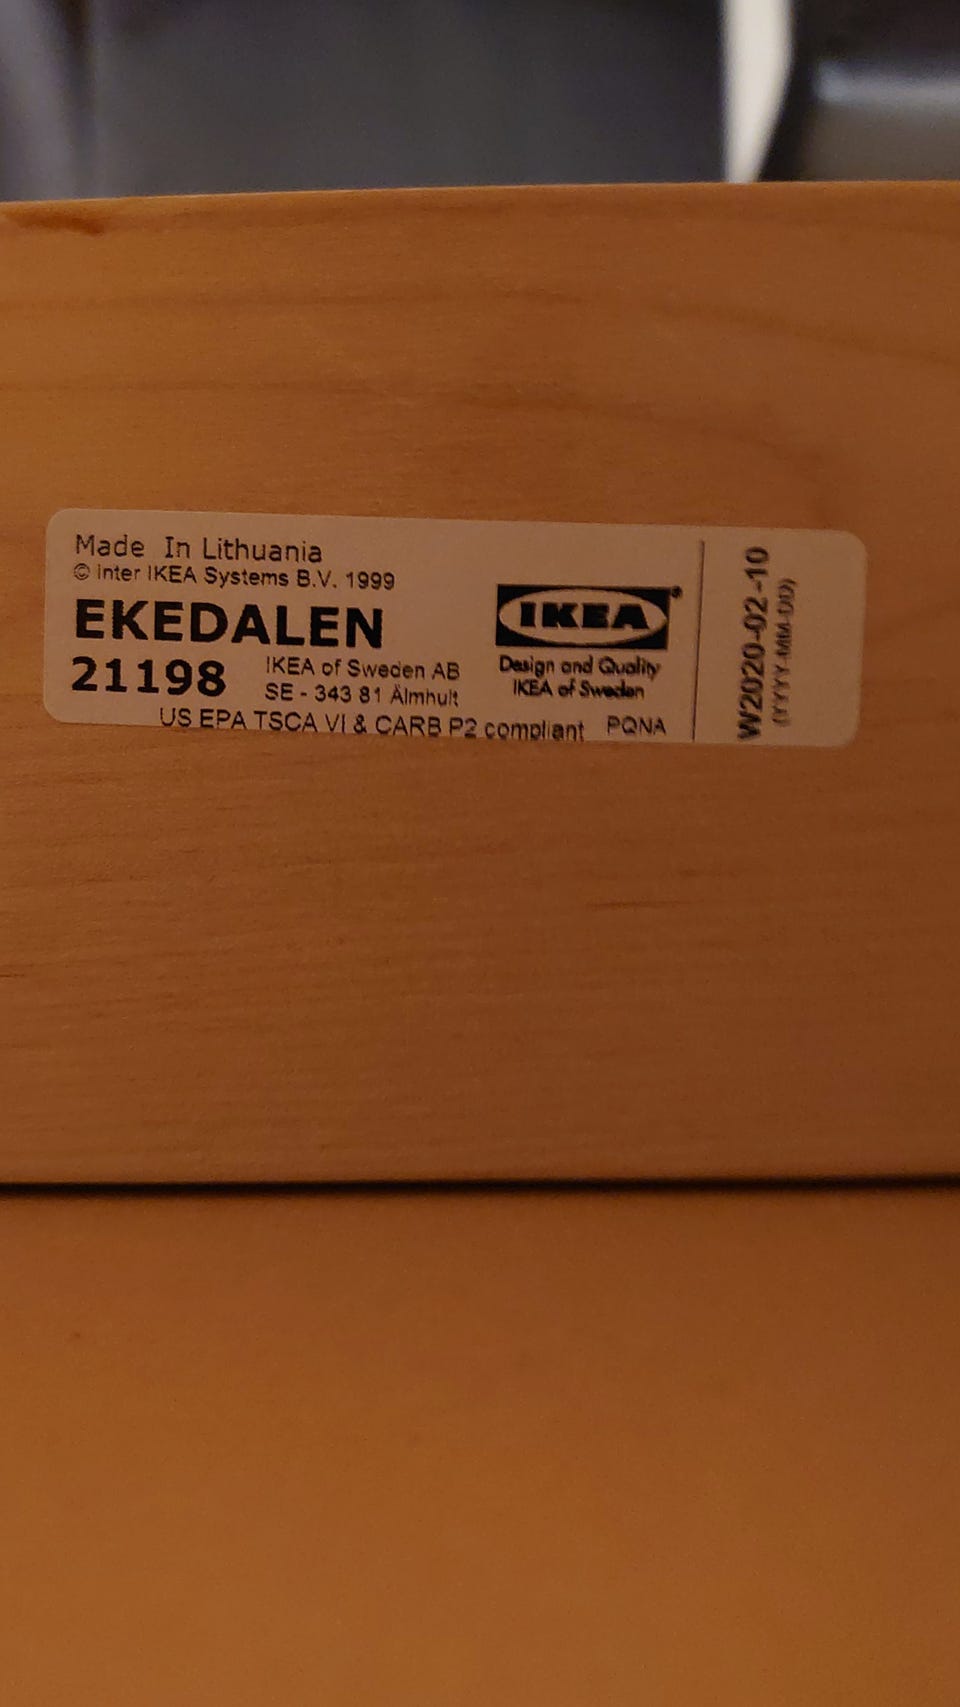 Made In Lithuania
© Inter IKEA Systems B.V. 1999
EKEDALEN
21198
IKEA of Sweden AB
SE - 343 81 Älmhult
US EPA TSCA VI & CARB P2 compliant PQNA
IKEA®
Design and Quality
IKEA of Sweden
W2020-02-10
(YYYY-MM-DD)